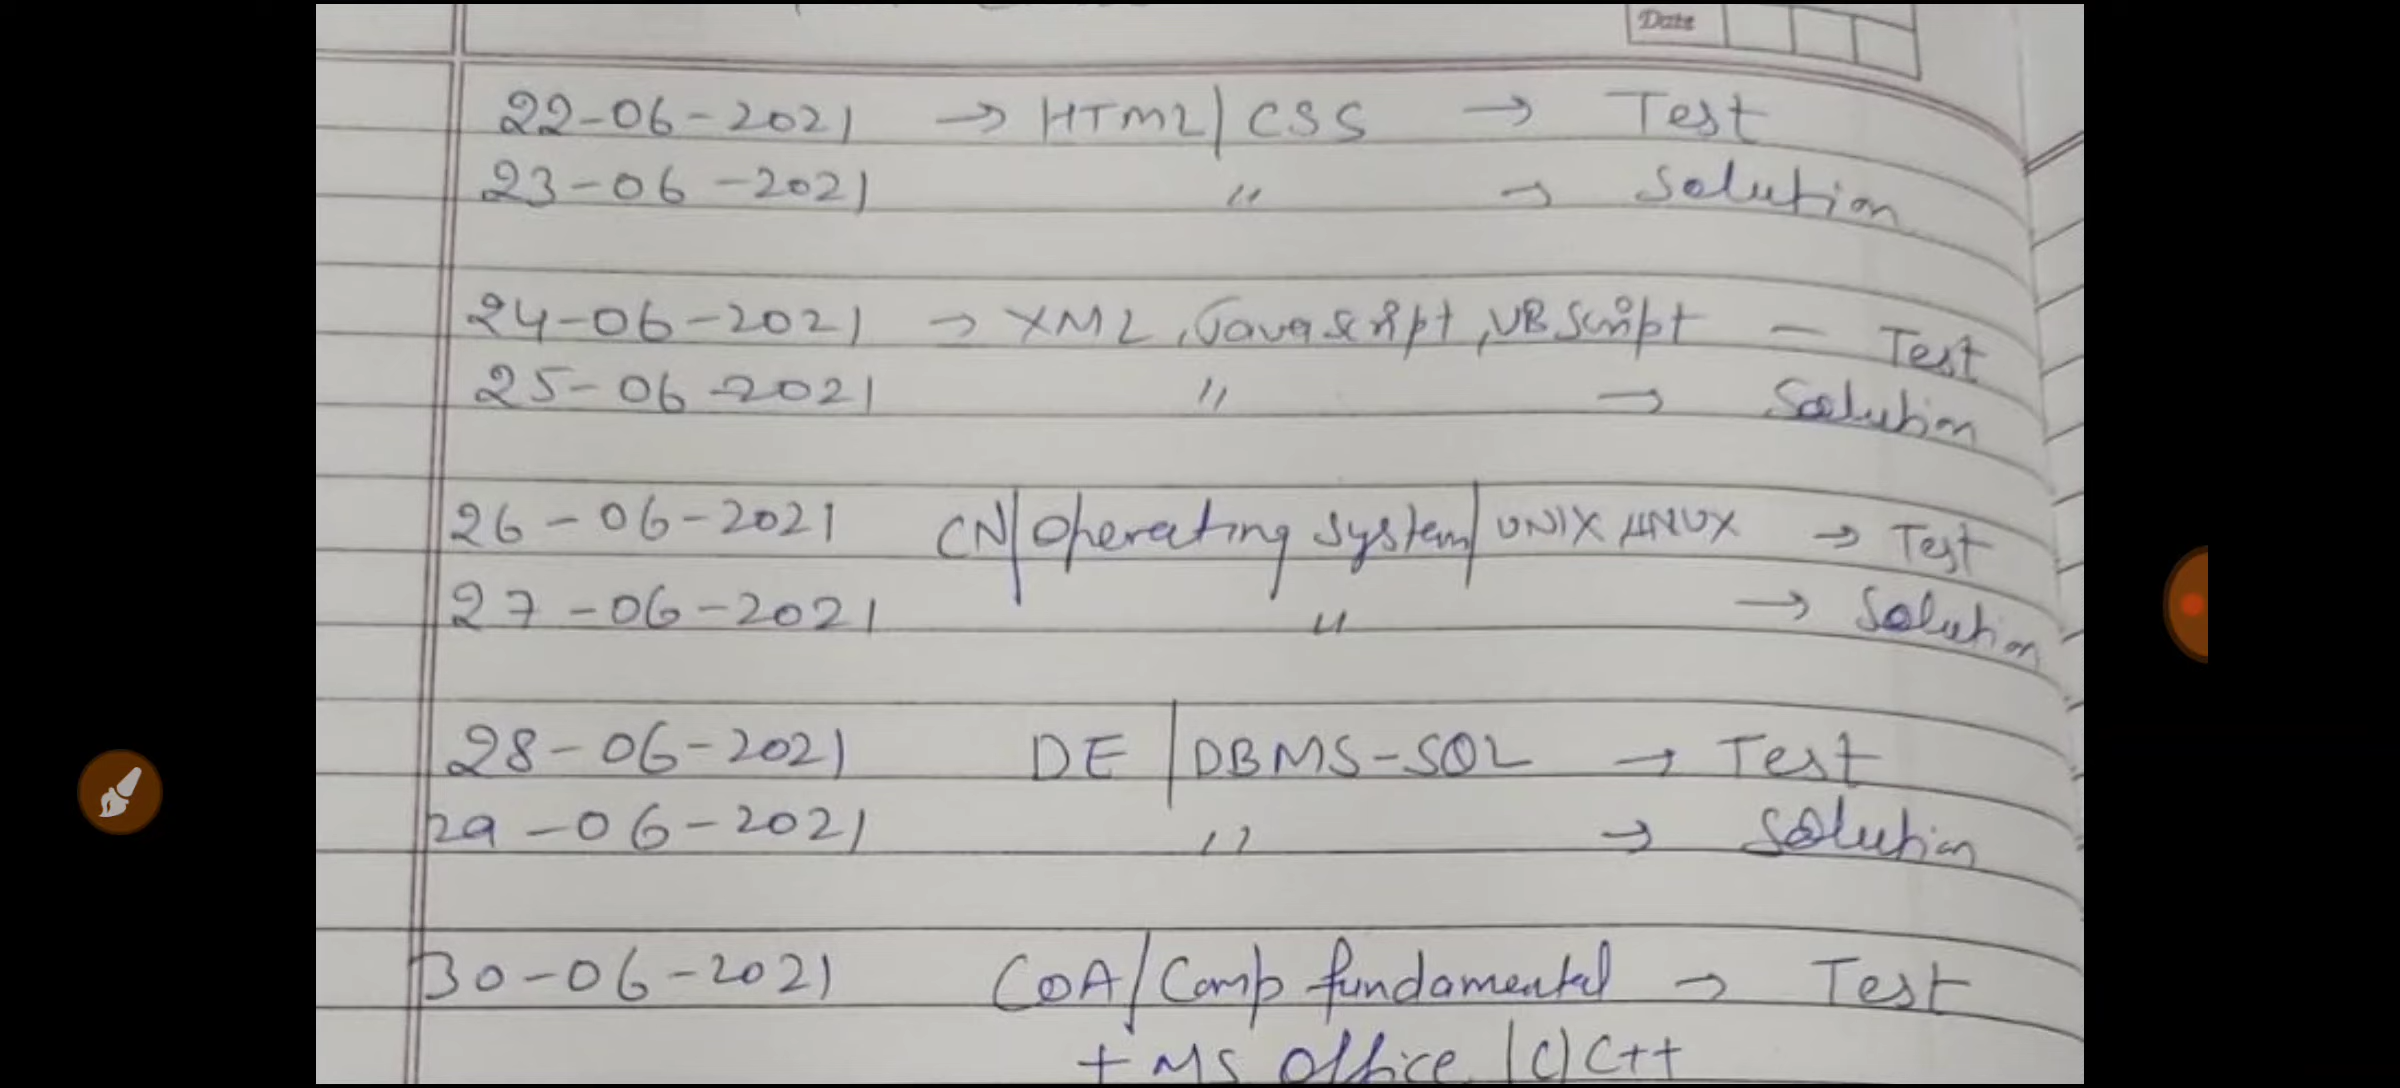 Date
22-06-2021 → HTML | CSS → Test
23-06-2021 " → Solution
24-06-2021 → XML, JavaScript, VBScript - Test
25-06-2021 " → Solution
26-06-2021 CN | Operating System | UNIX LINUX → Test
27-06-2021 " → Solution
28-06-2021 DE | DBMS-SQL → Test
29-06-2021 " → Solution
30-06-2021 COA | Comp fundamental → Test
+ MS Office | C | C++